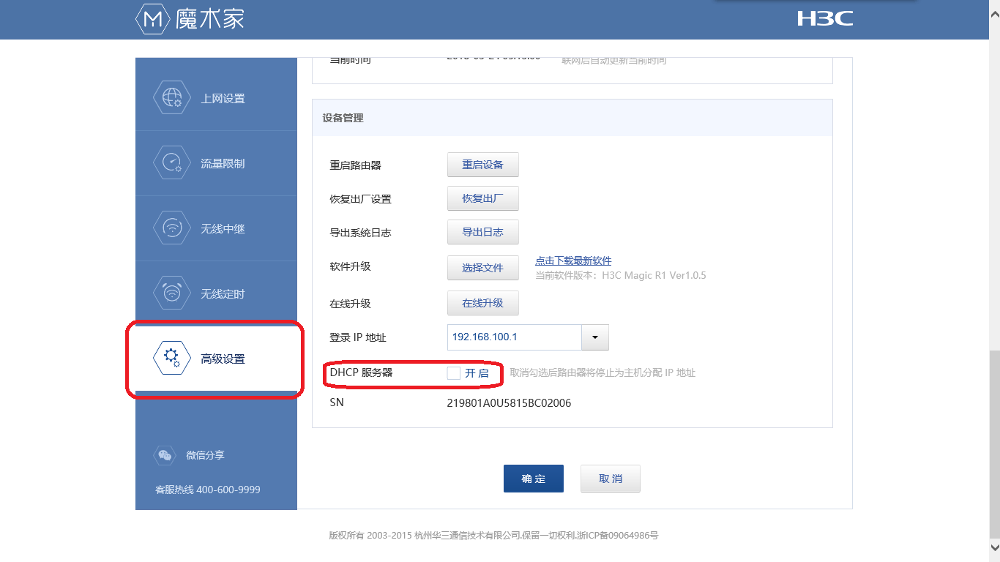 魔术家
H3C
当前时间
联网后自动更新当前时间
上网设置
流量限制
无线中继
无线定时
高级设置
微信分享
客服热线 400-600-9999
设备管理
重启路由器 重启设备
恢复出厂设置 恢复出厂
导出系统日志 导出日志
软件升级 选择文件 点击下载最新软件
当前软件版本：H3C Magic R1 Ver1.0.5
在线升级 在线升级
登录 IP 地址 192.168.100.1
DHCP 服务器 开 启 取消勾选后路由器将停止为主机分配 IP 地址
SN 219801A0U5815BC02006
确 定 取 消
版权所有 2003-2015 杭州华三通信技术有限公司.保留一切权利.浙ICP备09064986号